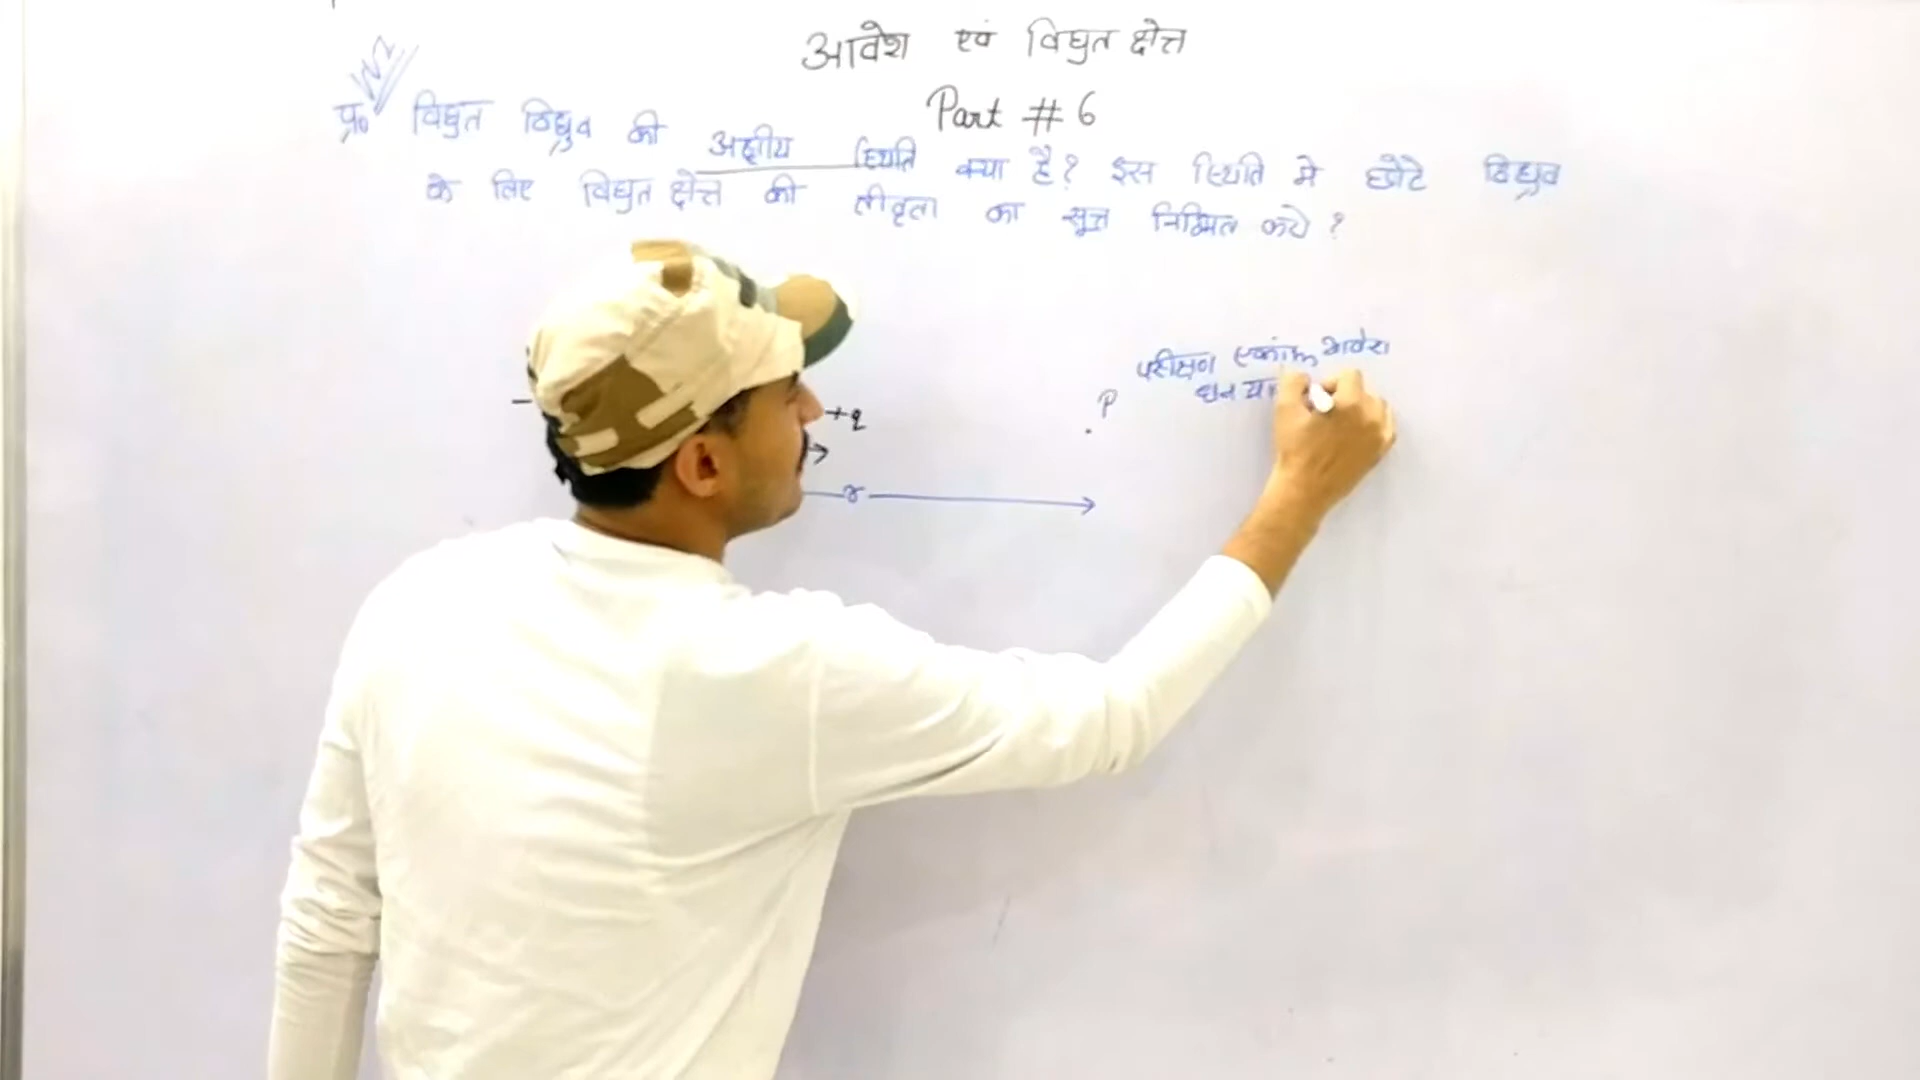 आवेश एवं विद्युत क्षेत्र
Part # 6
प्र० विद्युत द्विध्रुव की अक्षीय स्थिति क्या है? इस स्थिति मे छोटे द्विध्रुव
के लिए विद्युत क्षेत्र की तीव्रता का सूत्र निर्मित करो ?
परीक्षण एकांक आवेश
धन
P
+q
r